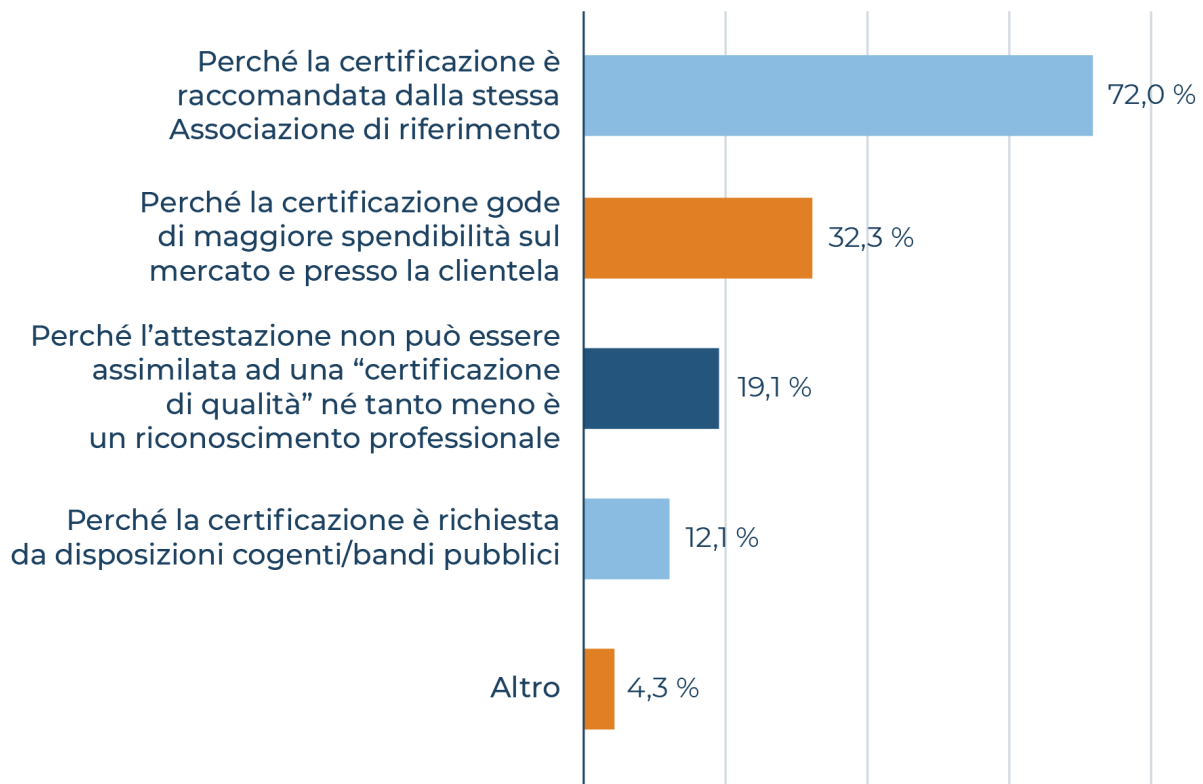 Perché la certificazione è
raccomandata dalla stessa
Associazione di riferimento
72,0 %
Perché la certificazione gode
di maggiore spendibilità sul
mercato e presso la clientela
32,3 %
Perché l’attestazione non può essere
assimilata ad una “certificazione
di qualità” né tanto meno è
un riconoscimento professionale
19,1 %
Perché la certificazione è richiesta
da disposizioni cogenti/bandi pubblici
12,1 %
Altro
4,3 %